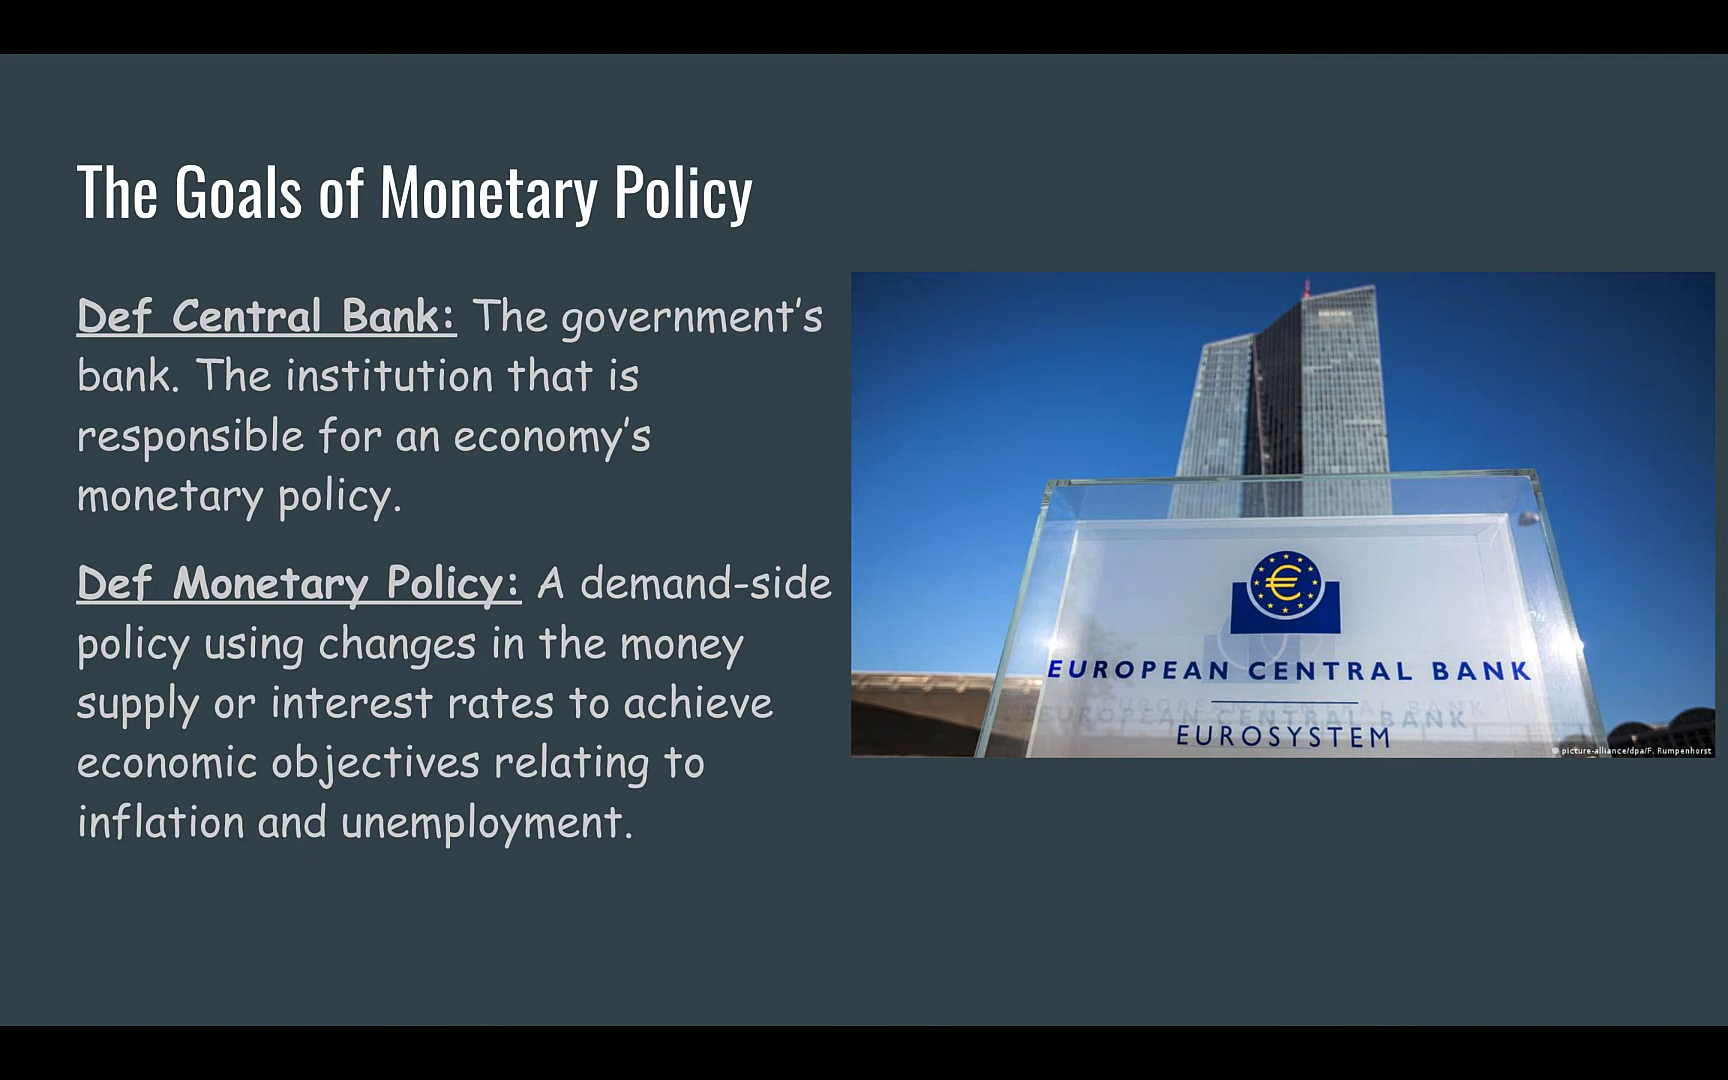 The Goals of Monetary Policy
Def Central Bank: The government’s
bank. The institution that is
responsible for an economy’s
monetary policy.
Def Monetary Policy: A demand-side
policy using changes in the money
supply or interest rates to achieve
economic objectives relating to
inflation and unemployment.
€
EUROPEAN CENTRAL BANK
EUROSYSTEM
© picture-alliance/dpa/F. Rumpenhorst